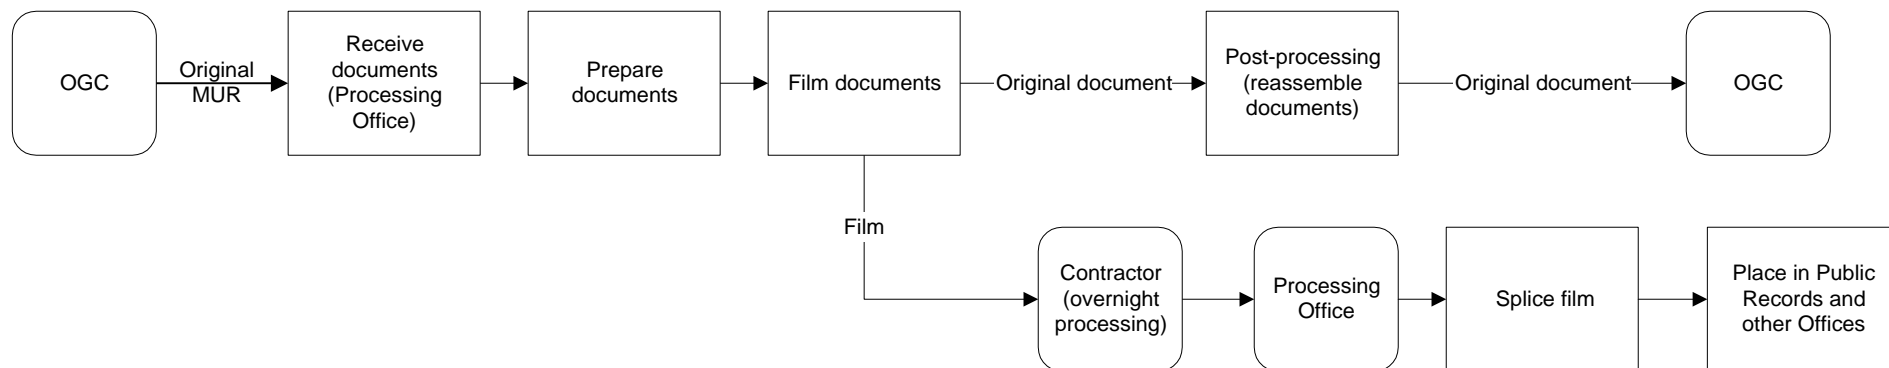 OGC
Original
MUR
Receive
documents
(Processing
Office)
Prepare
documents
Film documents
Original document
Post-processing
(reassemble
documents)
Original document
OGC
Film
Contractor
(overnight
processing)
Processing
Office
Splice film
Place in Public
Records and
other Offices